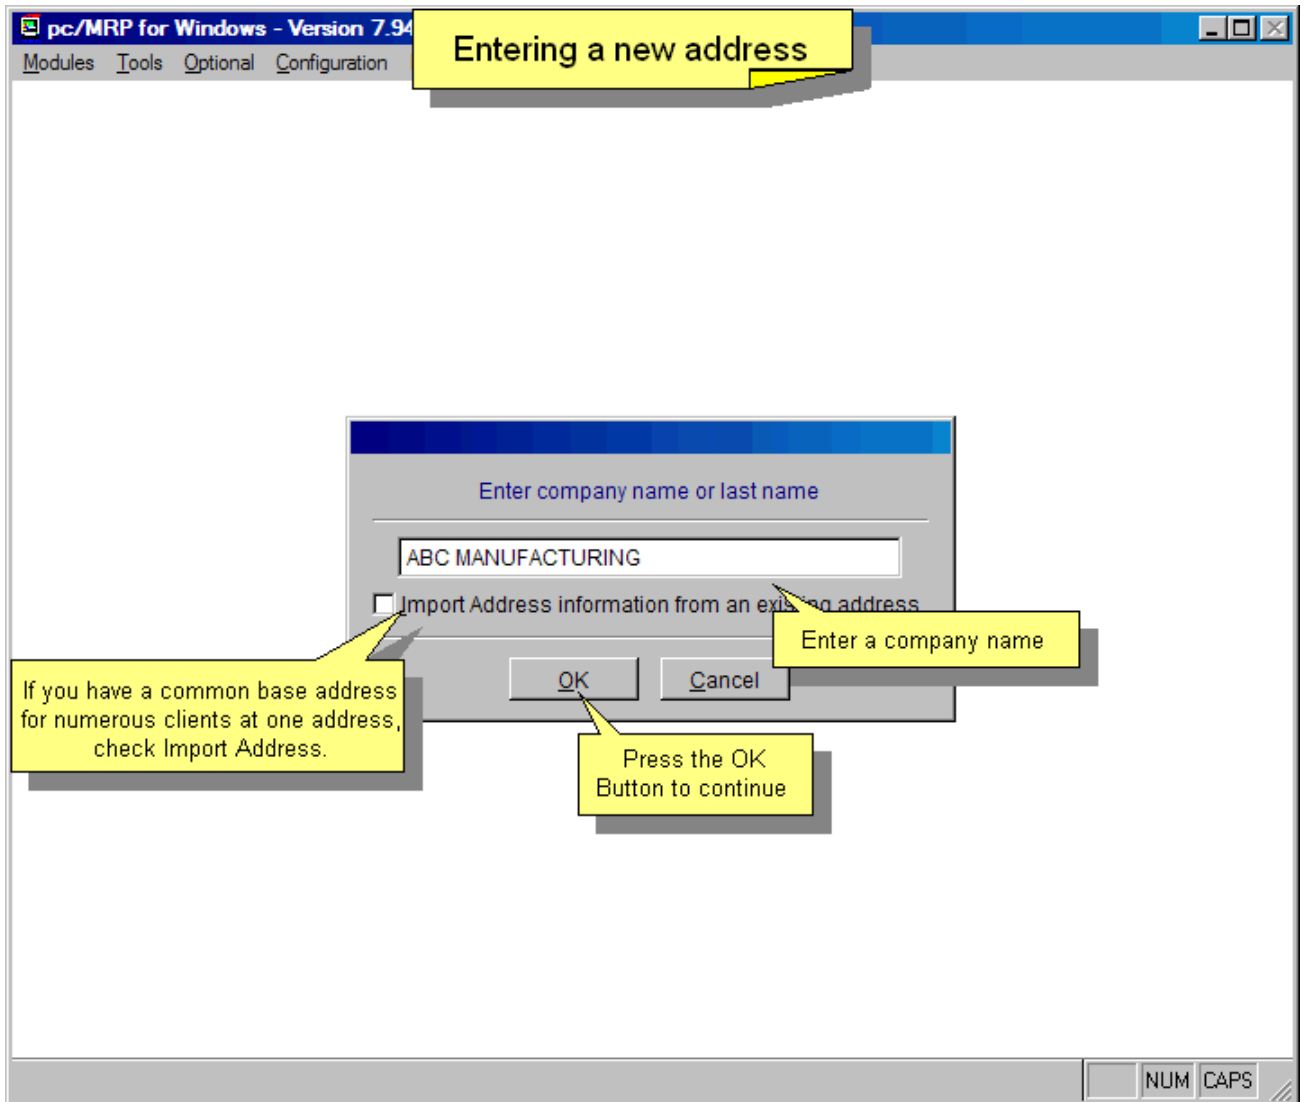 pc/MRP for Windows - Version 7.94
Entering a new address
Modules Tools Optional Configuration
Enter company name or last name
ABC MANUFACTURING
Import Address information from an existing address
Enter a company name
OK Cancel
If you have a common base address
for numerous clients at one address,
check Import Address.
Press the OK
Button to continue
NUM CAPS